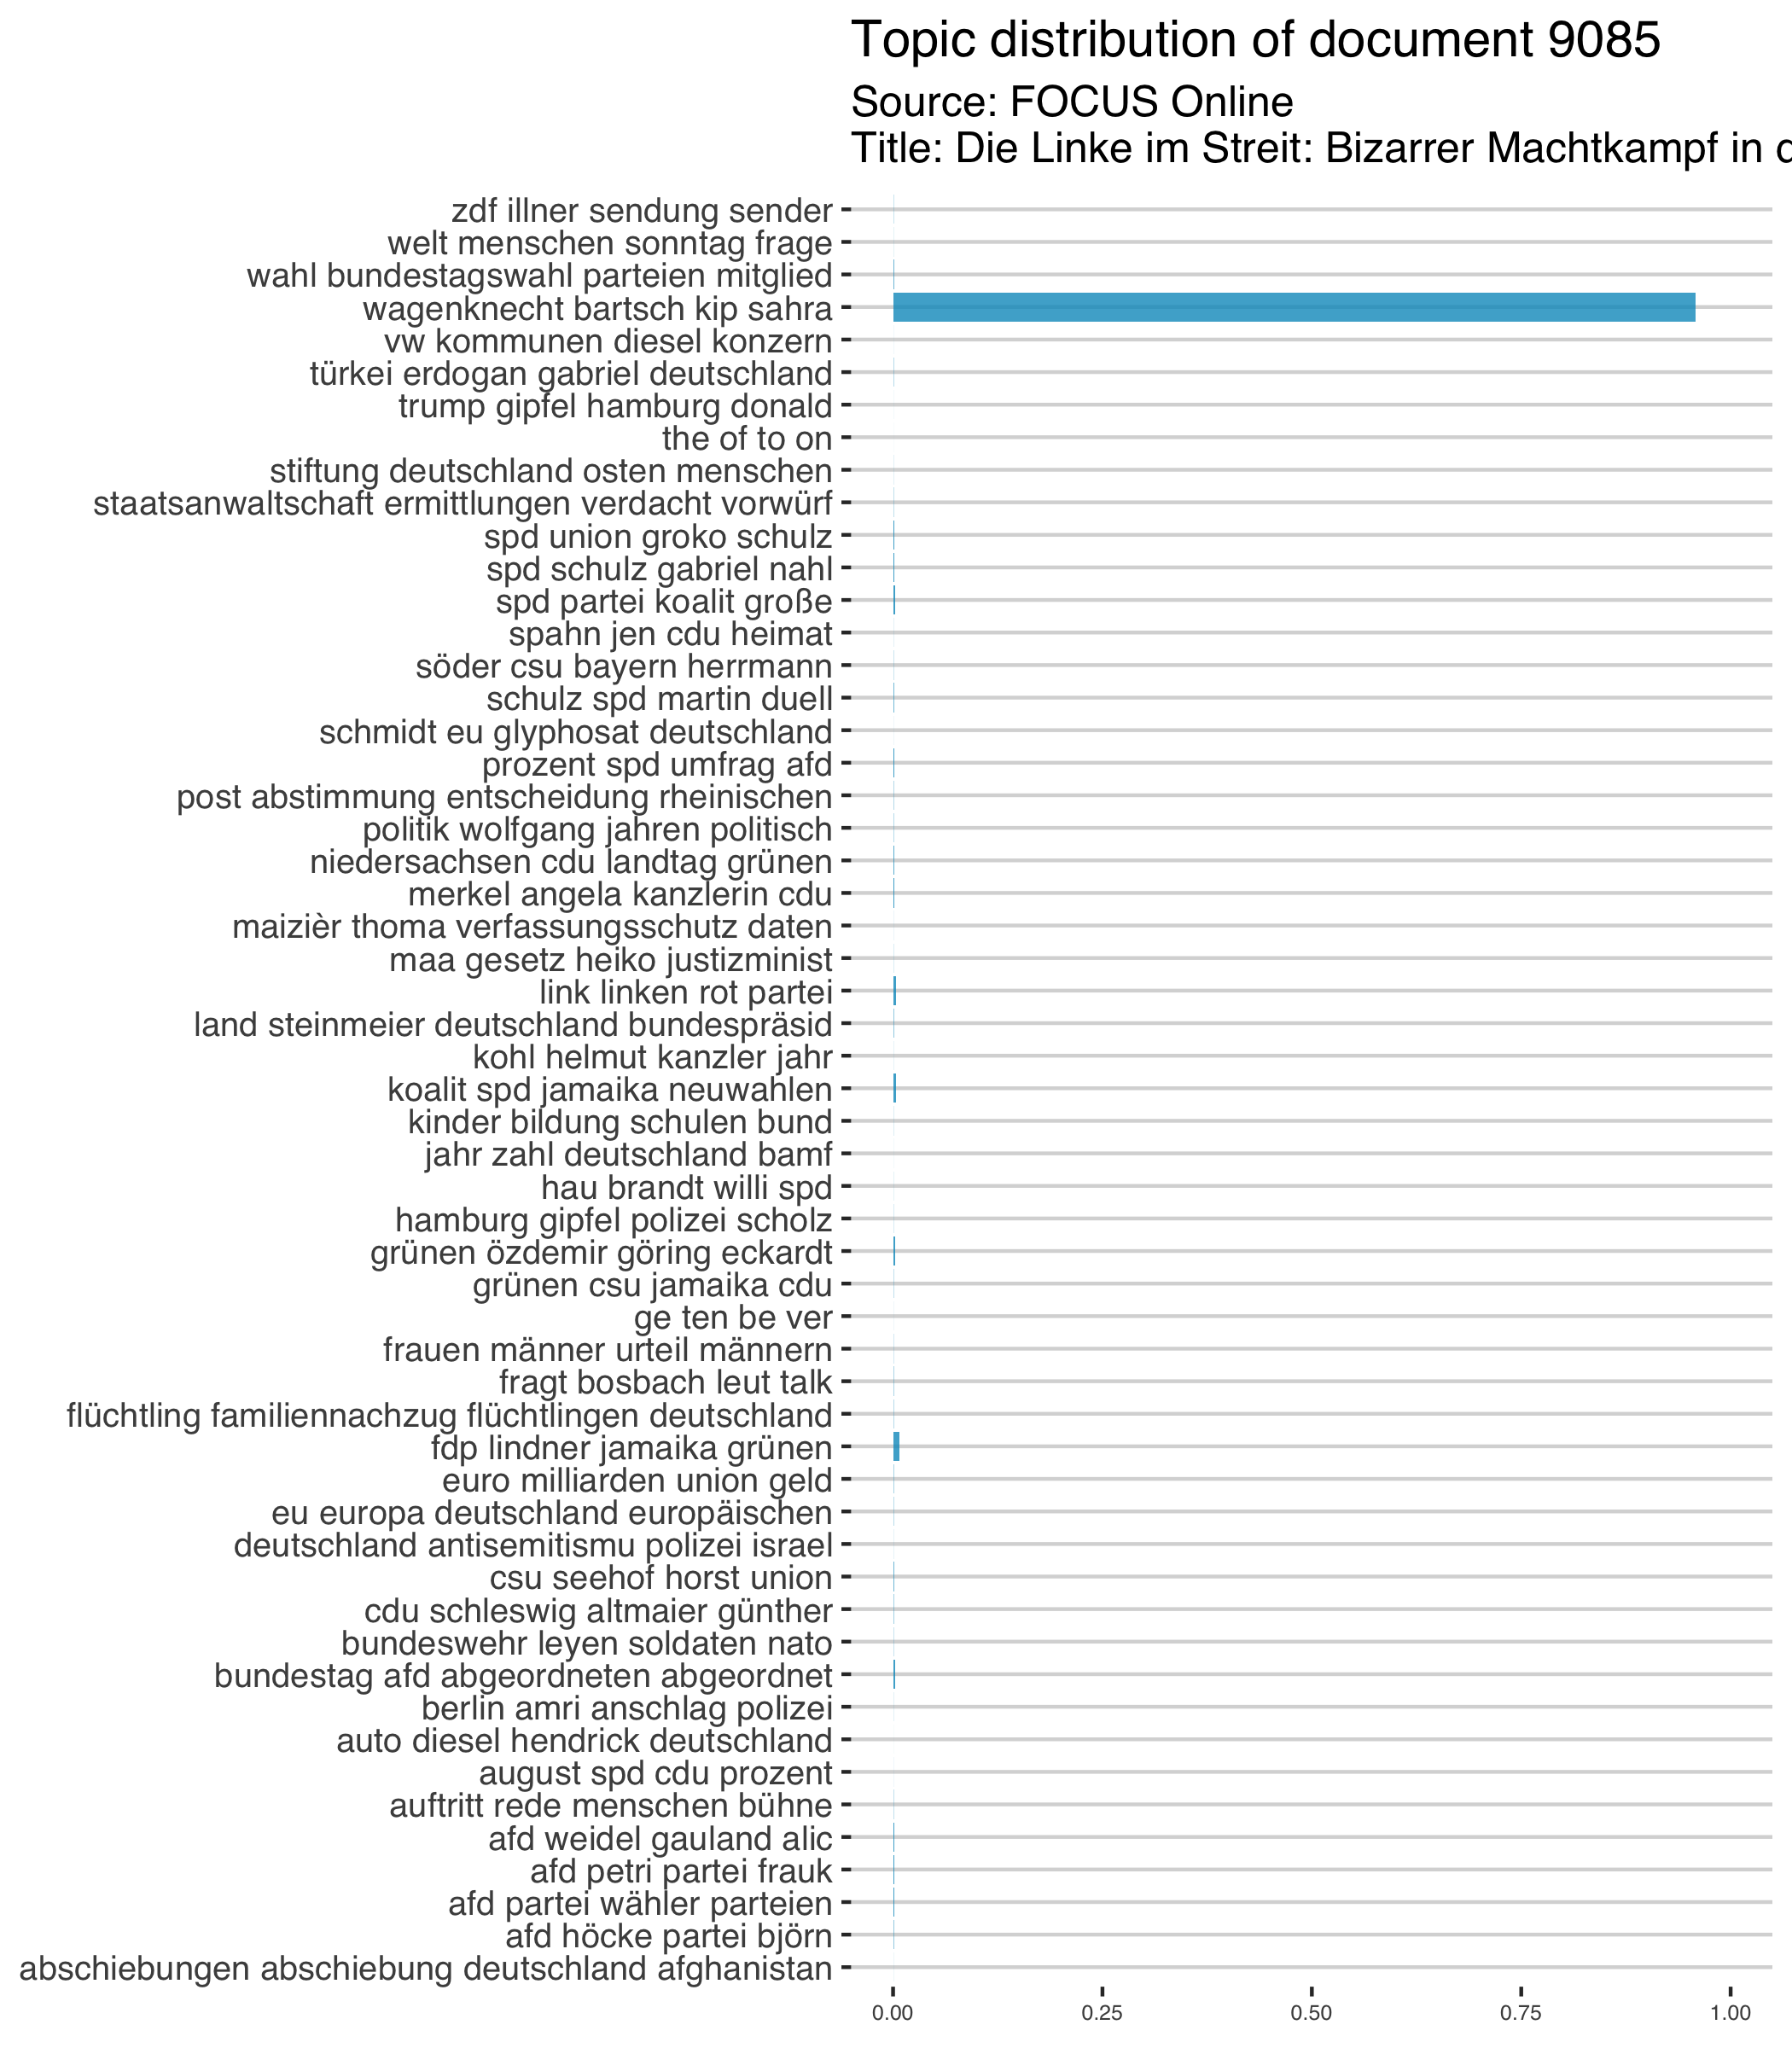 Topic distribution of document 9085
Source: FOCUS Online
Title: Die Linke im Streit: Bizarrer Machtkampf in
zdf illner sendung sender
welt menschen sonntag frage
wahl bundestagswahl parteien mitglied
wagenknecht bartsch kip sahra
vw kommunen diesel konzern
türkei erdogan gabriel deutschland
trump gipfel hamburg donald
the of to on
stiftung deutschland osten menschen
staatsanwaltschaft ermittlungen verdacht vorwürf
spd union groko schulz
spd schulz gabriel nahl
spd partei koalit große
spahn jen cdu heimat
söder csu bayern herrmann
schulz spd martin duell
schmidt eu glyphosat deutschland
prozent spd umfrag afd
post abstimmung entscheidung rheinischen
politik wolfgang jahren politisch
niedersachsen cdu landtag grünen
merkel angela kanzlerin cdu
maizièr thoma verfassungsschutz daten
maa gesetz heiko justizminist
link linken rot partei
land steinmeier deutschland bundespräsid
kohl helmut kanzler jahr
koalit spd jamaika neuwahlen
kinder bildung schulen bund
jahr zahl deutschland bamf
hau brandt willi spd
hamburg gipfel polizei scholz
grünen özdemir göring eckardt
grünen csu jamaika cdu
ge ten be ver
frauen männer urteil männern
fragt bosbach leut talk
flüchtling familiennachzug flüchtlingen deutschland
fdp lindner jamaika grünen
euro milliarden union geld
eu europa deutschland europäischen
deutschland antisemitismu polizei israel
csu seehof horst union
cdu schleswig altmaier günther
bundeswehr leyen soldaten nato
bundestag afd abgeordneten abgeordnet
berlin amri anschlag polizei
auto diesel hendrick deutschland
august spd cdu prozent
auftritt rede menschen bühne
afd weidel gauland alic
afd petri partei frauk
afd partei wähler parteien
afd höcke partei björn
abschiebungen abschiebung deutschland afghanistan
0.00 0.25 0.50 0.75 1.00